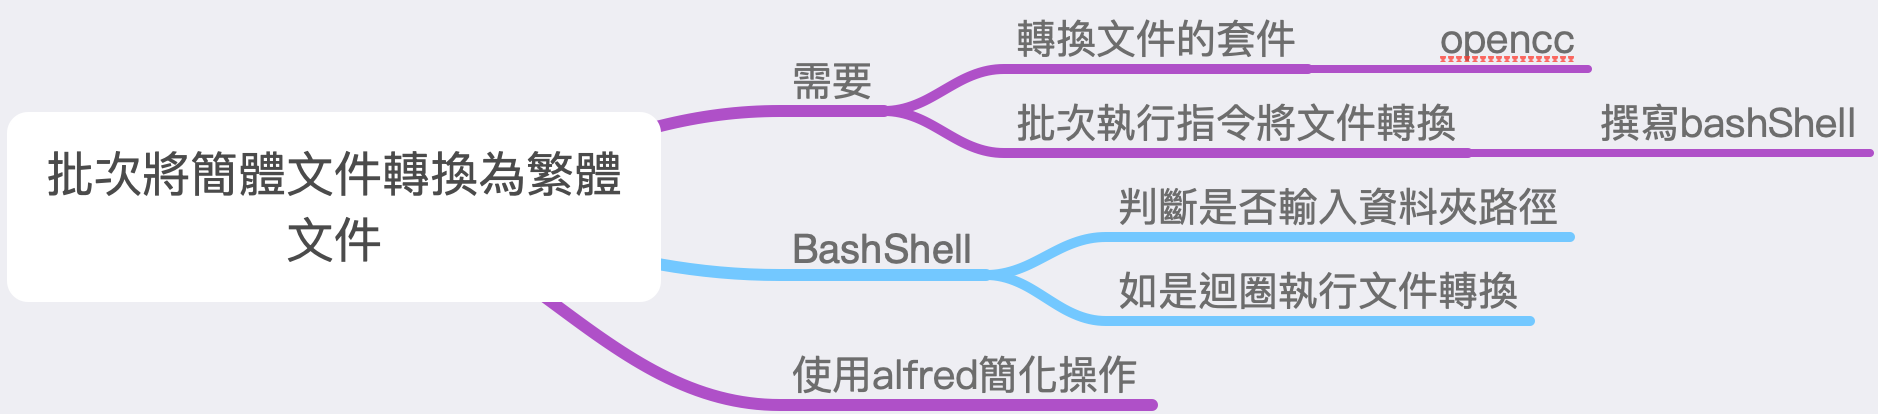 批次將簡體文件轉換為繁體
文件
需要
轉換文件的套件
opencc
批次執行指令將文件轉換
撰寫bashShell
BashShell
判斷是否輸入資料夾路徑
如是迴圈執行文件轉換
使用alfred簡化操作